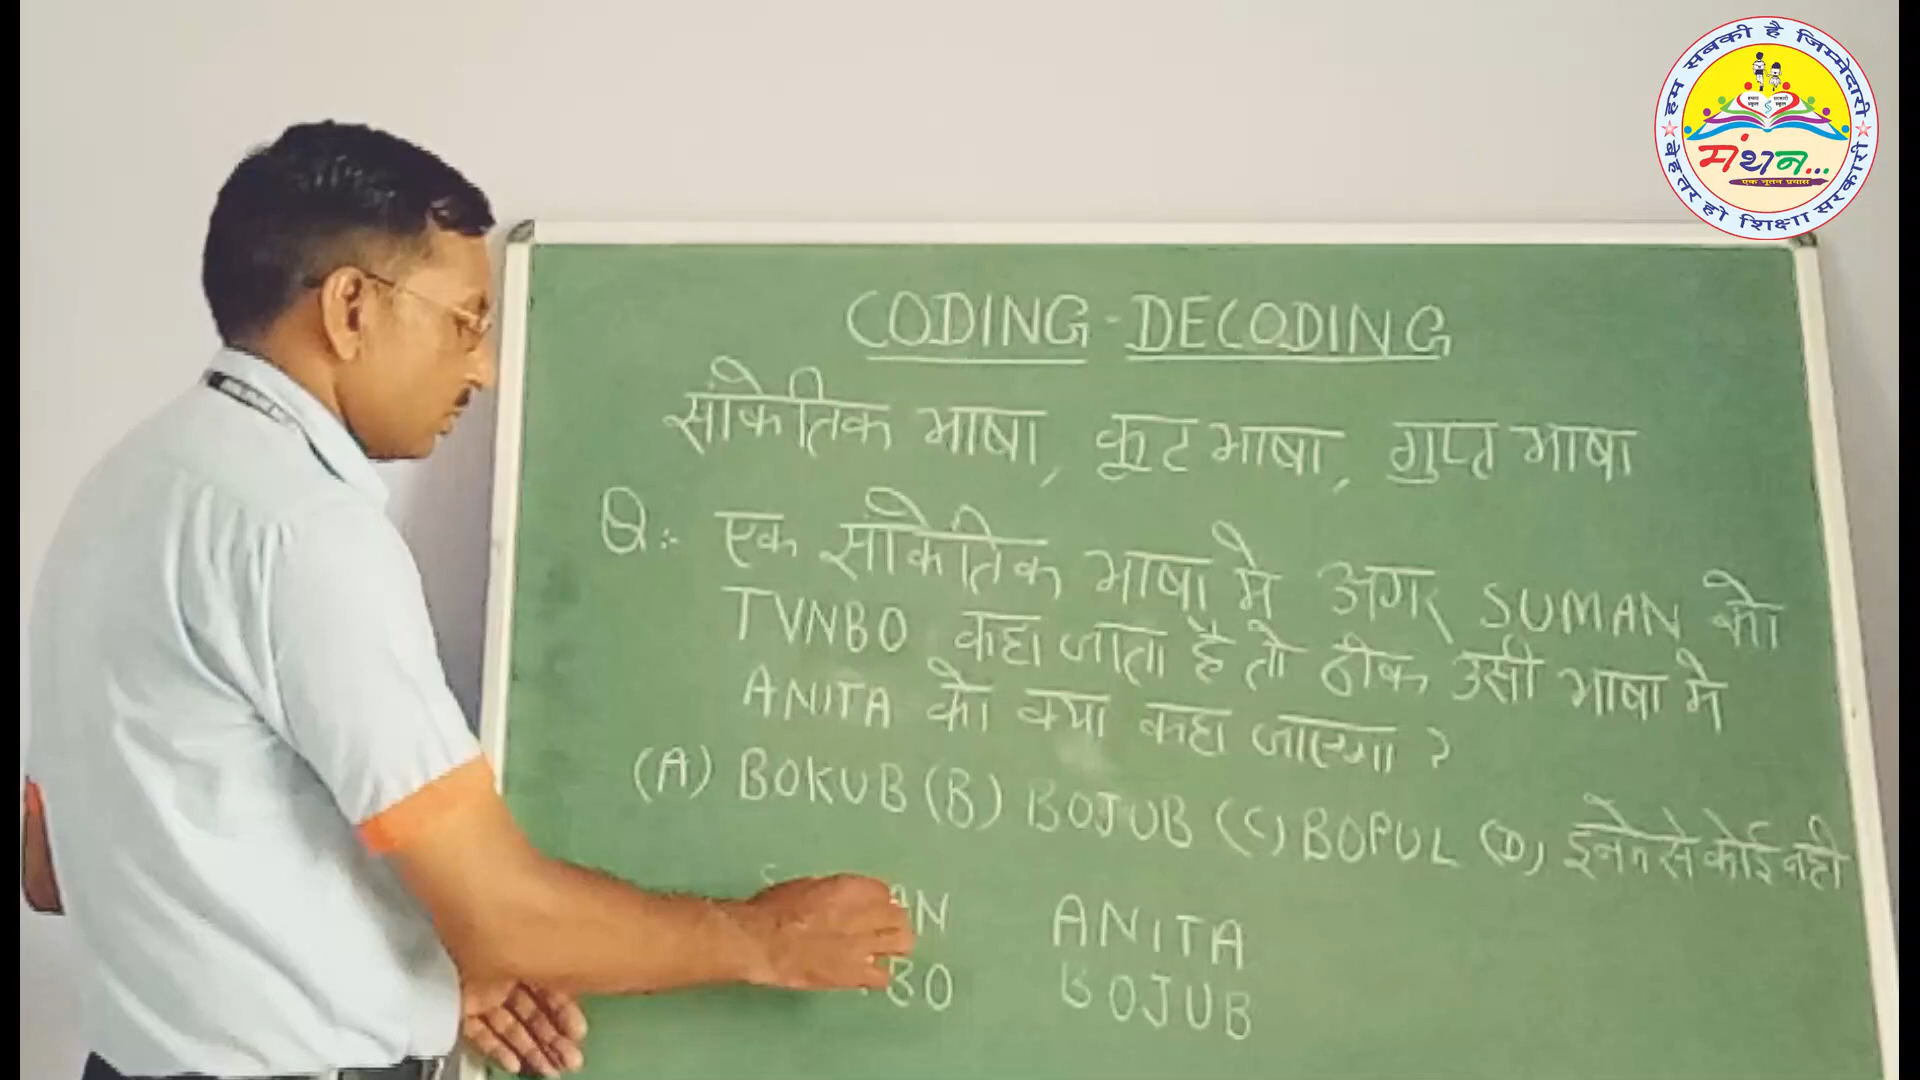 हम सबकी है जिम्मेदारी
बेहतर हो शिक्षा सरकारी
मंथन...
एक नूतन प्रयास
CODING-DECODING
सांकेतिक भाषा, कूट भाषा, गुप्त भाषा
Q:- एक सांकेतिक भाषा मे अगर SUMAN को
TVNBO कहा जाता है तो ठीक उसी भाषा मे
ANITA को क्या कहा जाएगा ?
(A) BOKUB (B) BOJUB (C) BOPUL (D) इनमे से कोई नही
AN ANITA
BO BOJUB